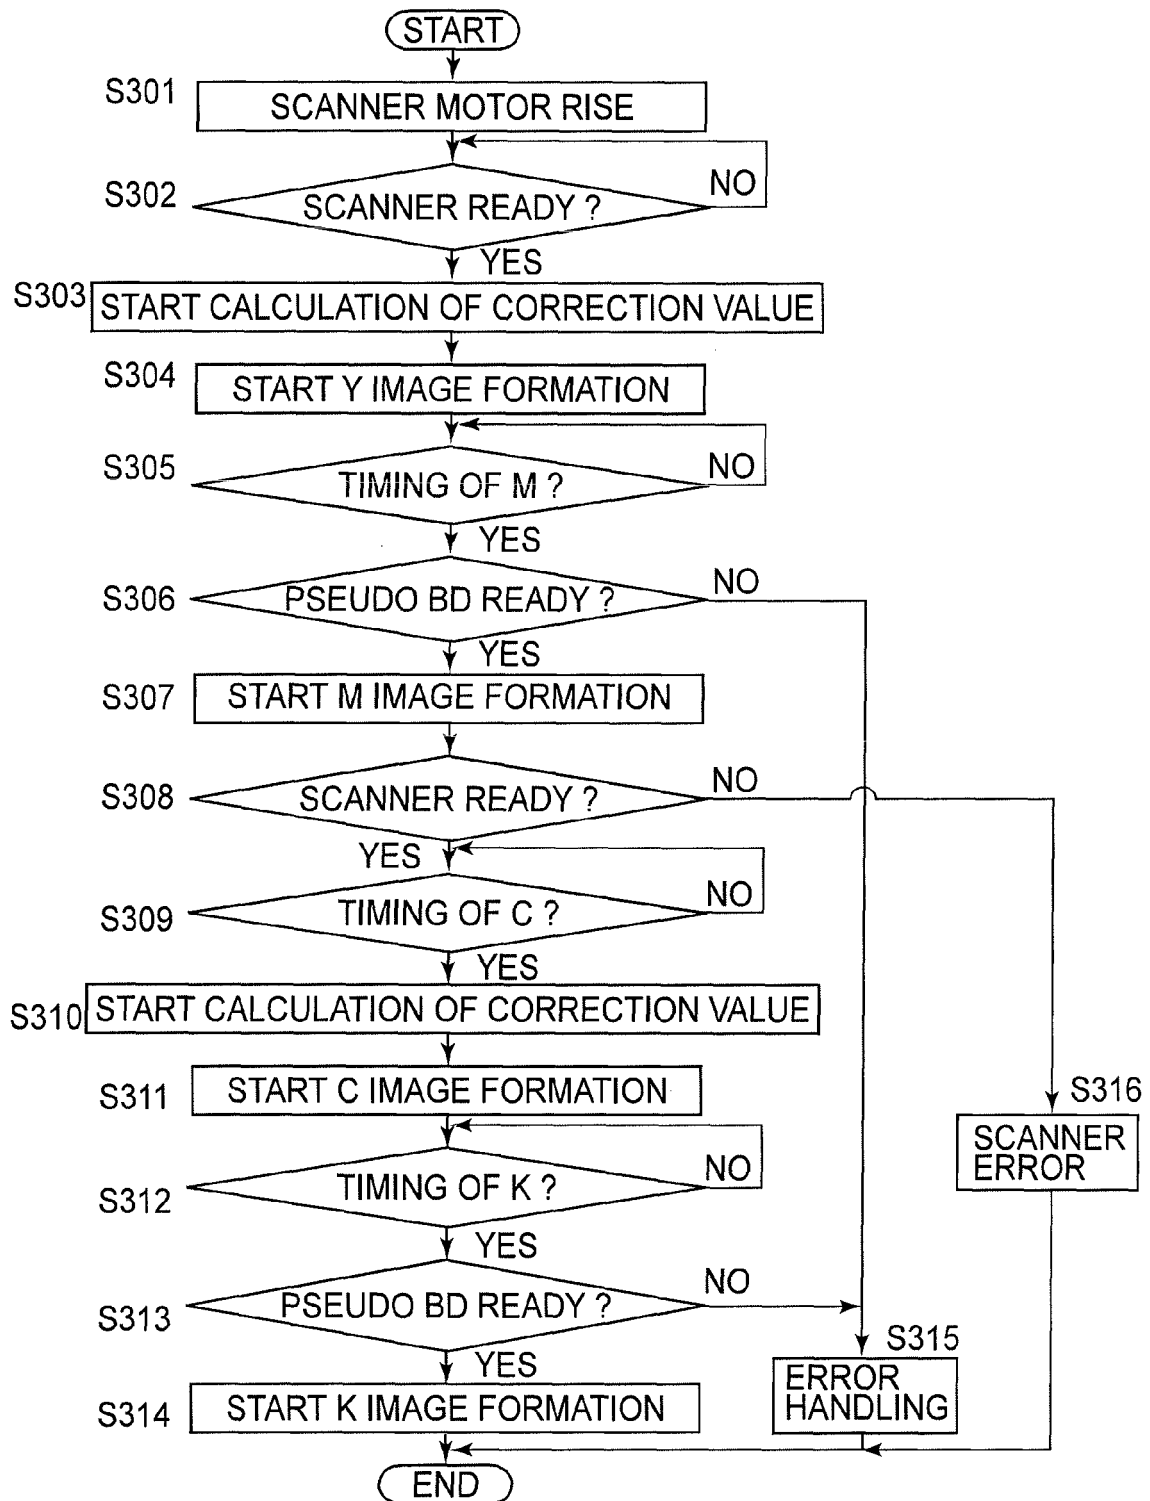 START
S301
SCANNER MOTOR RISE
S302
SCANNER READY ?
NO
YES
S303
START CALCULATION OF CORRECTION VALUE
S304
START Y IMAGE FORMATION
S305
TIMING OF M ?
NO
YES
S306
PSEUDO BD READY ?
NO
YES
S307
START M IMAGE FORMATION
S308
SCANNER READY ?
NO
YES
S309
TIMING OF C ?
NO
YES
S310
START CALCULATION OF CORRECTION VALUE
S311
START C IMAGE FORMATION
S316
SCANNER
ERROR
S312
TIMING OF K ?
NO
YES
S313
PSEUDO BD READY ?
NO
YES
S315
ERROR
HANDLING
S314
START K IMAGE FORMATION
END